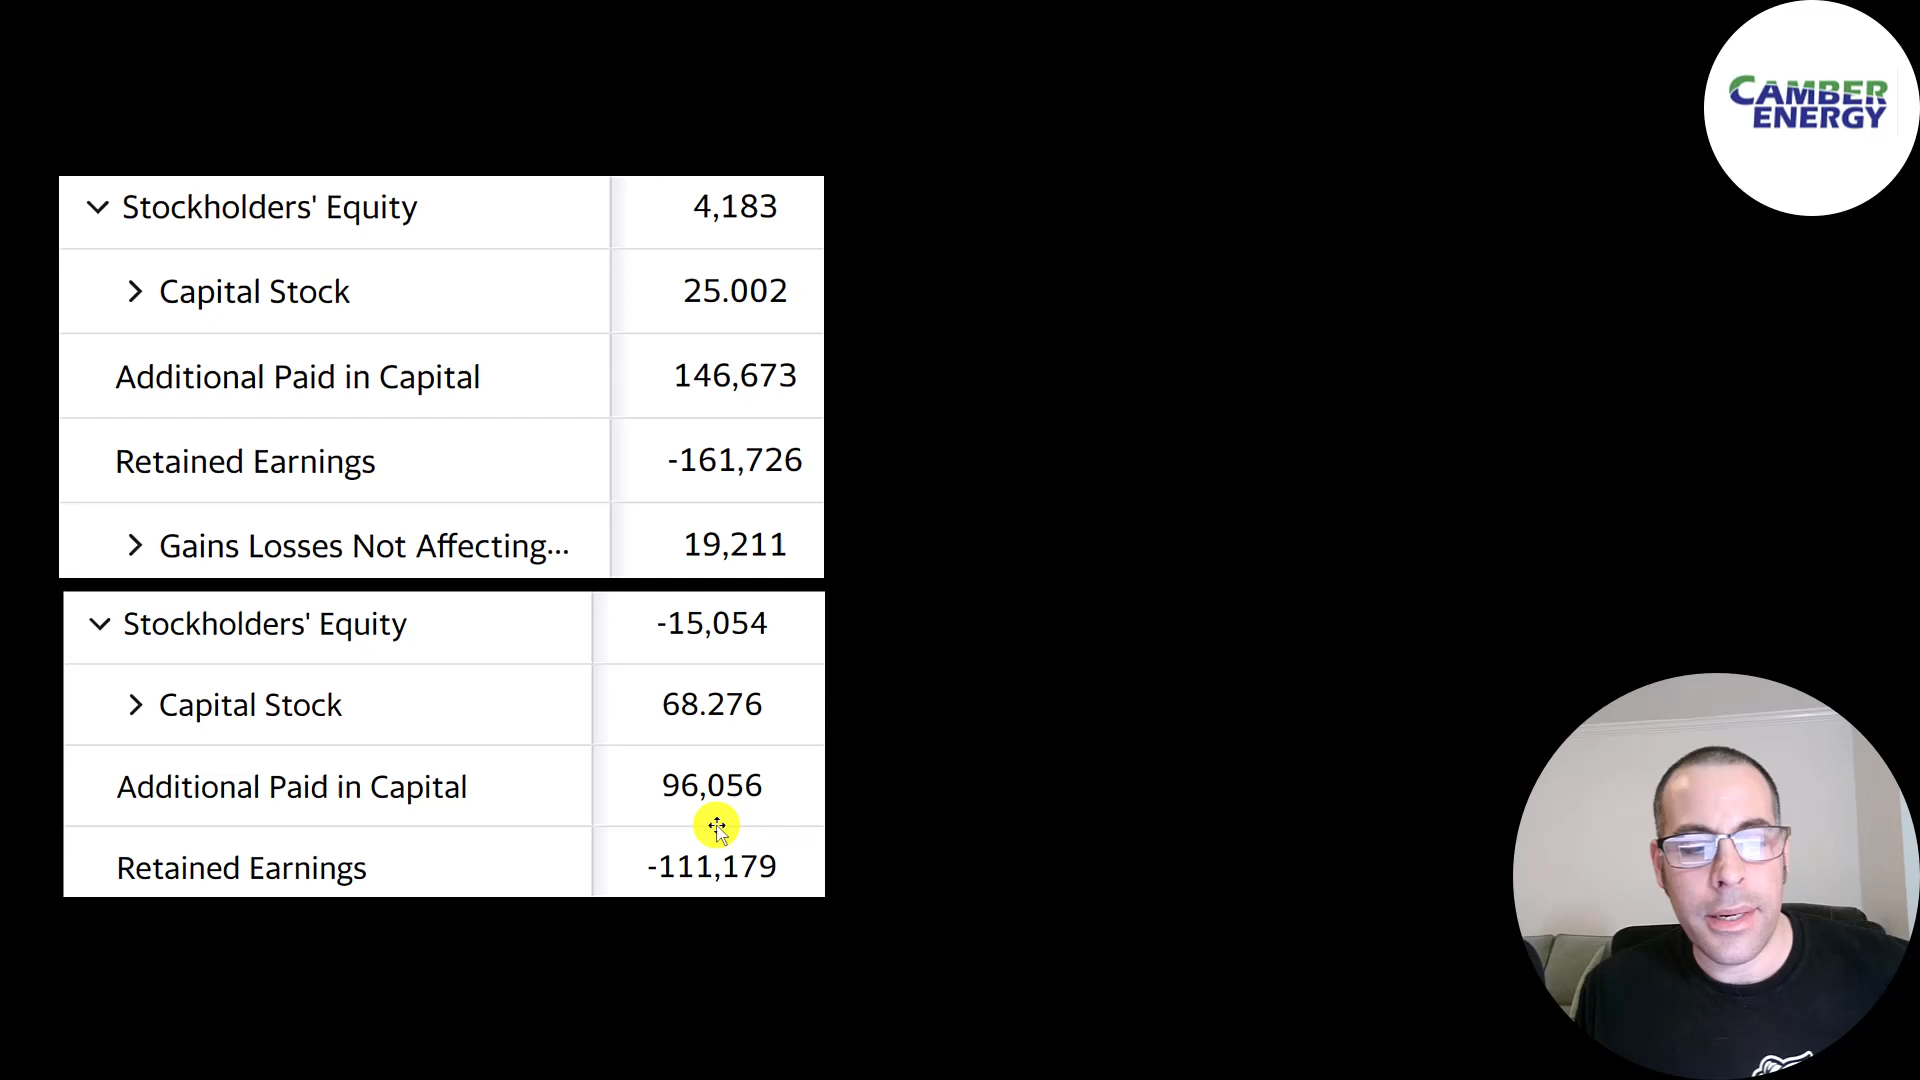 CAMBER
ENERGY
Stockholders' Equity 4,183
Capital Stock 25.002
Additional Paid in Capital 146,673
Retained Earnings -161,726
Gains Losses Not Affecting... 19,211
Stockholders' Equity -15,054
Capital Stock 68.276
Additional Paid in Capital 96,056
Retained Earnings -111,179